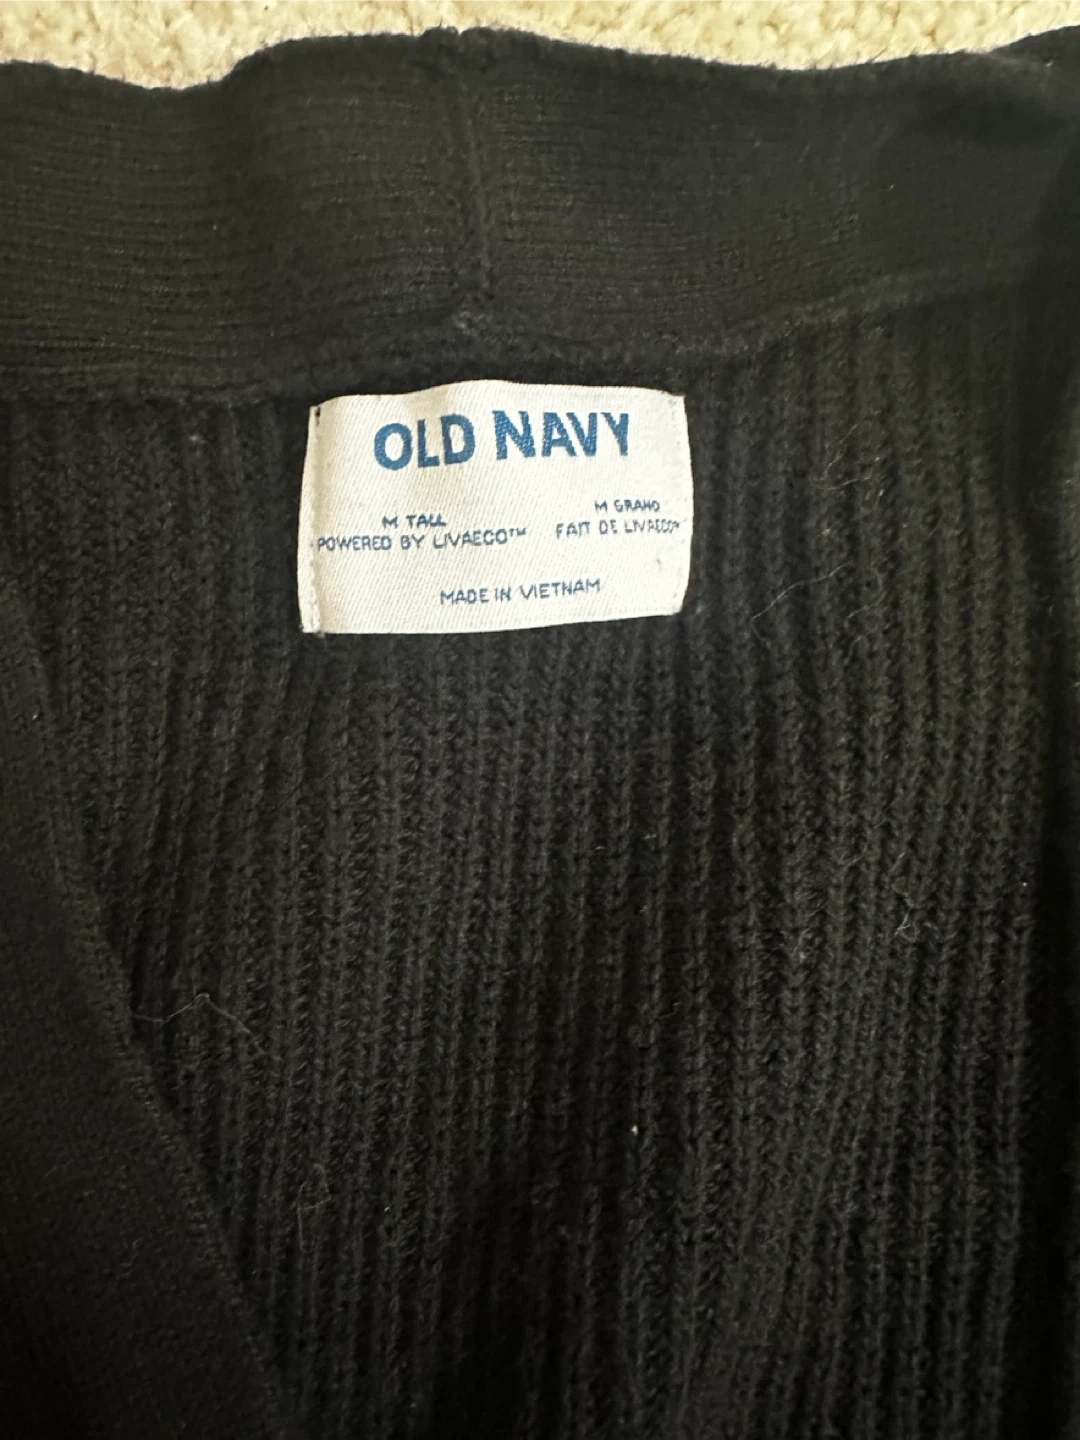 OLD NAVY
M TALL M GRAND
POWERED BY LIVAECO™ FAIT DE LIVAECO™
MADE IN VIETNAM